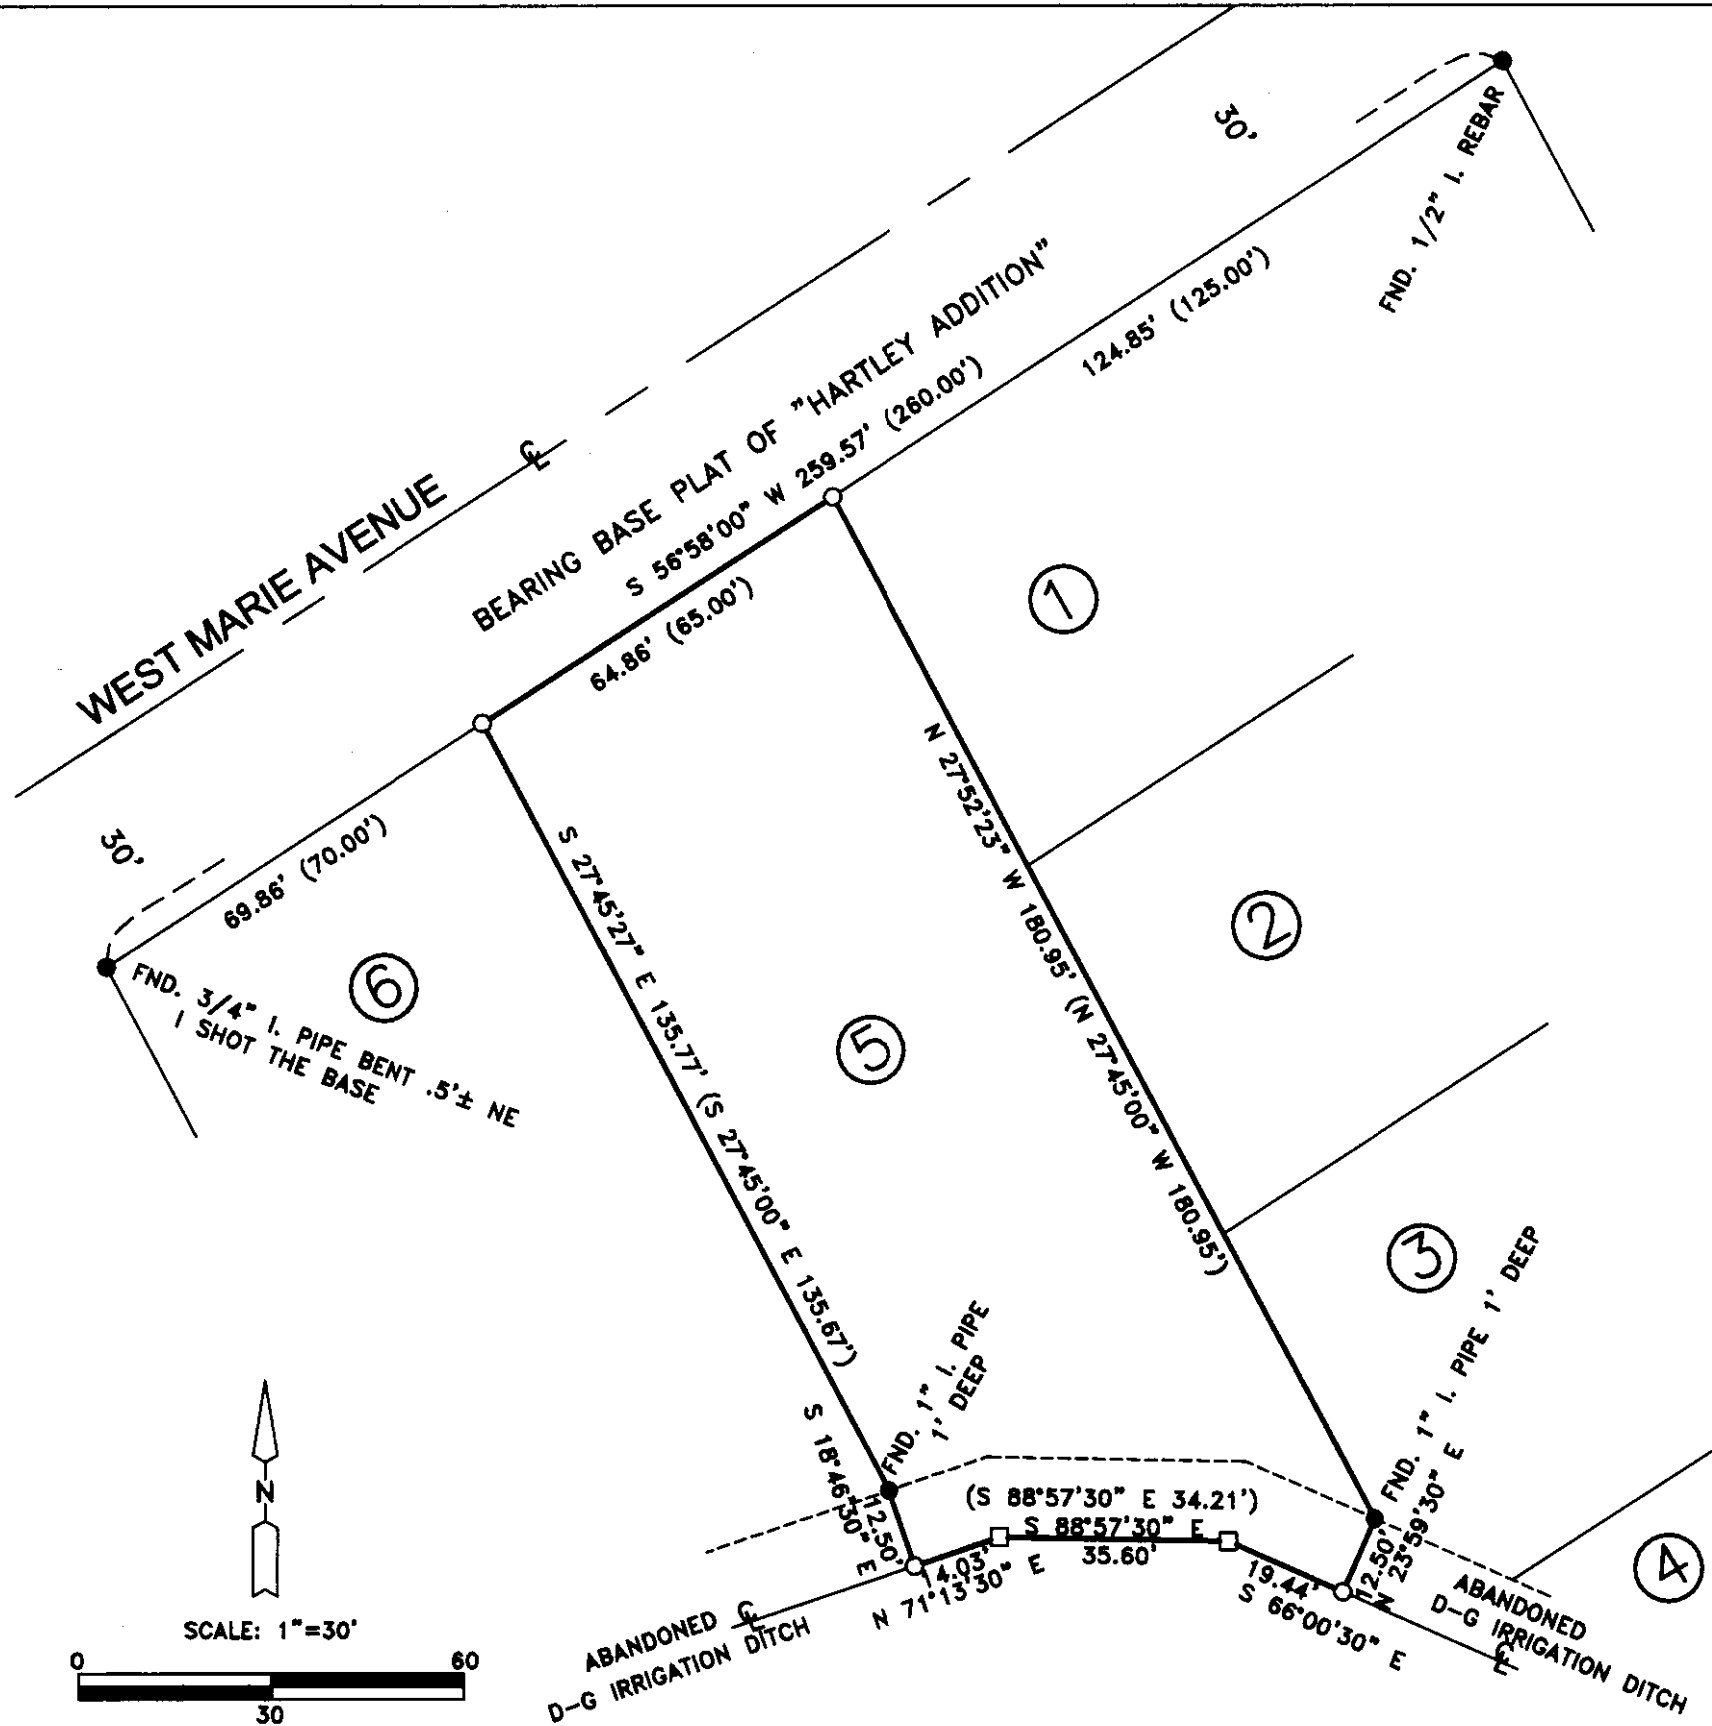 30'
FND. 1/2" I. REBAR
BEARING BASE PLAT OF "HARTLEY ADDITION"
S 56°58'00" W 259.57' (260.00')
124.85' (125.00')
WEST MARIE AVENUE ℄
64.86' (65.00')
1
30'
69.86' (70.00')
N 27°52'23" W 180.95' (N 27°45'00" W 180.95')
2
FND. 3/4" I. PIPE BENT .5'± NE
I SHOT THE BASE
6
S 27°45'27" E 135.77' (S 27°45'00" E 135.67')
5
3
FND. 1" I. PIPE
1' DEEP
FND. 1" I. PIPE 1' DEEP
S 18°46'30" E
12.50'
(S 88°57'30" E 34.21')
S 88°57'30" E
35.60'
14.03'
N 71°13'30" E
19.44'
S 66°00'30" E
12.50'
N 23°59'30" E
4
ABANDONED ℄
D-G IRRIGATION DITCH
ABANDONED
D-G IRRIGATION DITCH
℄
N
SCALE: 1"=30'
0 60
30